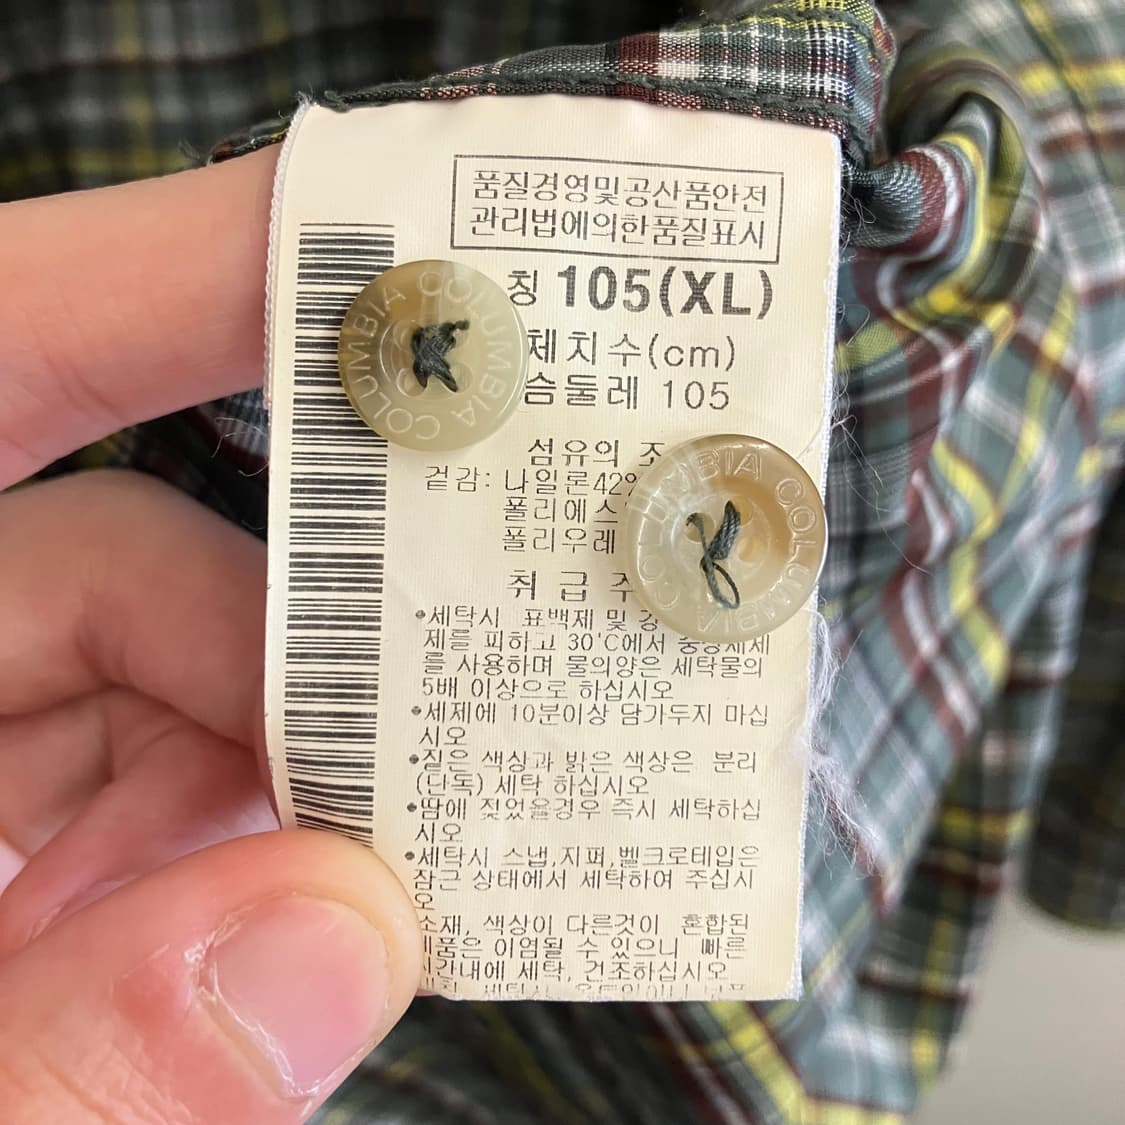 품질경영및공산품안전
관리법에의한품질표시
칭 105(XL)
체치수(cm)
슴둘레 105
섬유의 조
겉감: 나일론42%
폴리에스
폴리우레
취 급 주
•세탁시 표백제 및
제를 피하고 30'C에서 중성세제
를 사용하며 물의양은 세탁물의
5배 이상으로 하십시오
•세제에 10분이상 담가두지 마십
시오
•짙은 색상과 밝은 색상은 분리
(단독) 세탁 하십시오
•땀에 젖었을경우 즉시 세탁하십
시오
•세탁시 스냅,지퍼,벨크로테입은
잠근 상태에서 세탁하여 주십시
오
소재, 색상이 다른것이 혼합된
제품은 이염될 수 있으니 빠른
시간내에 세탁, 건조하십시오
COLUMBIA COLUMBIA
COLUMBIA COLUMBIA